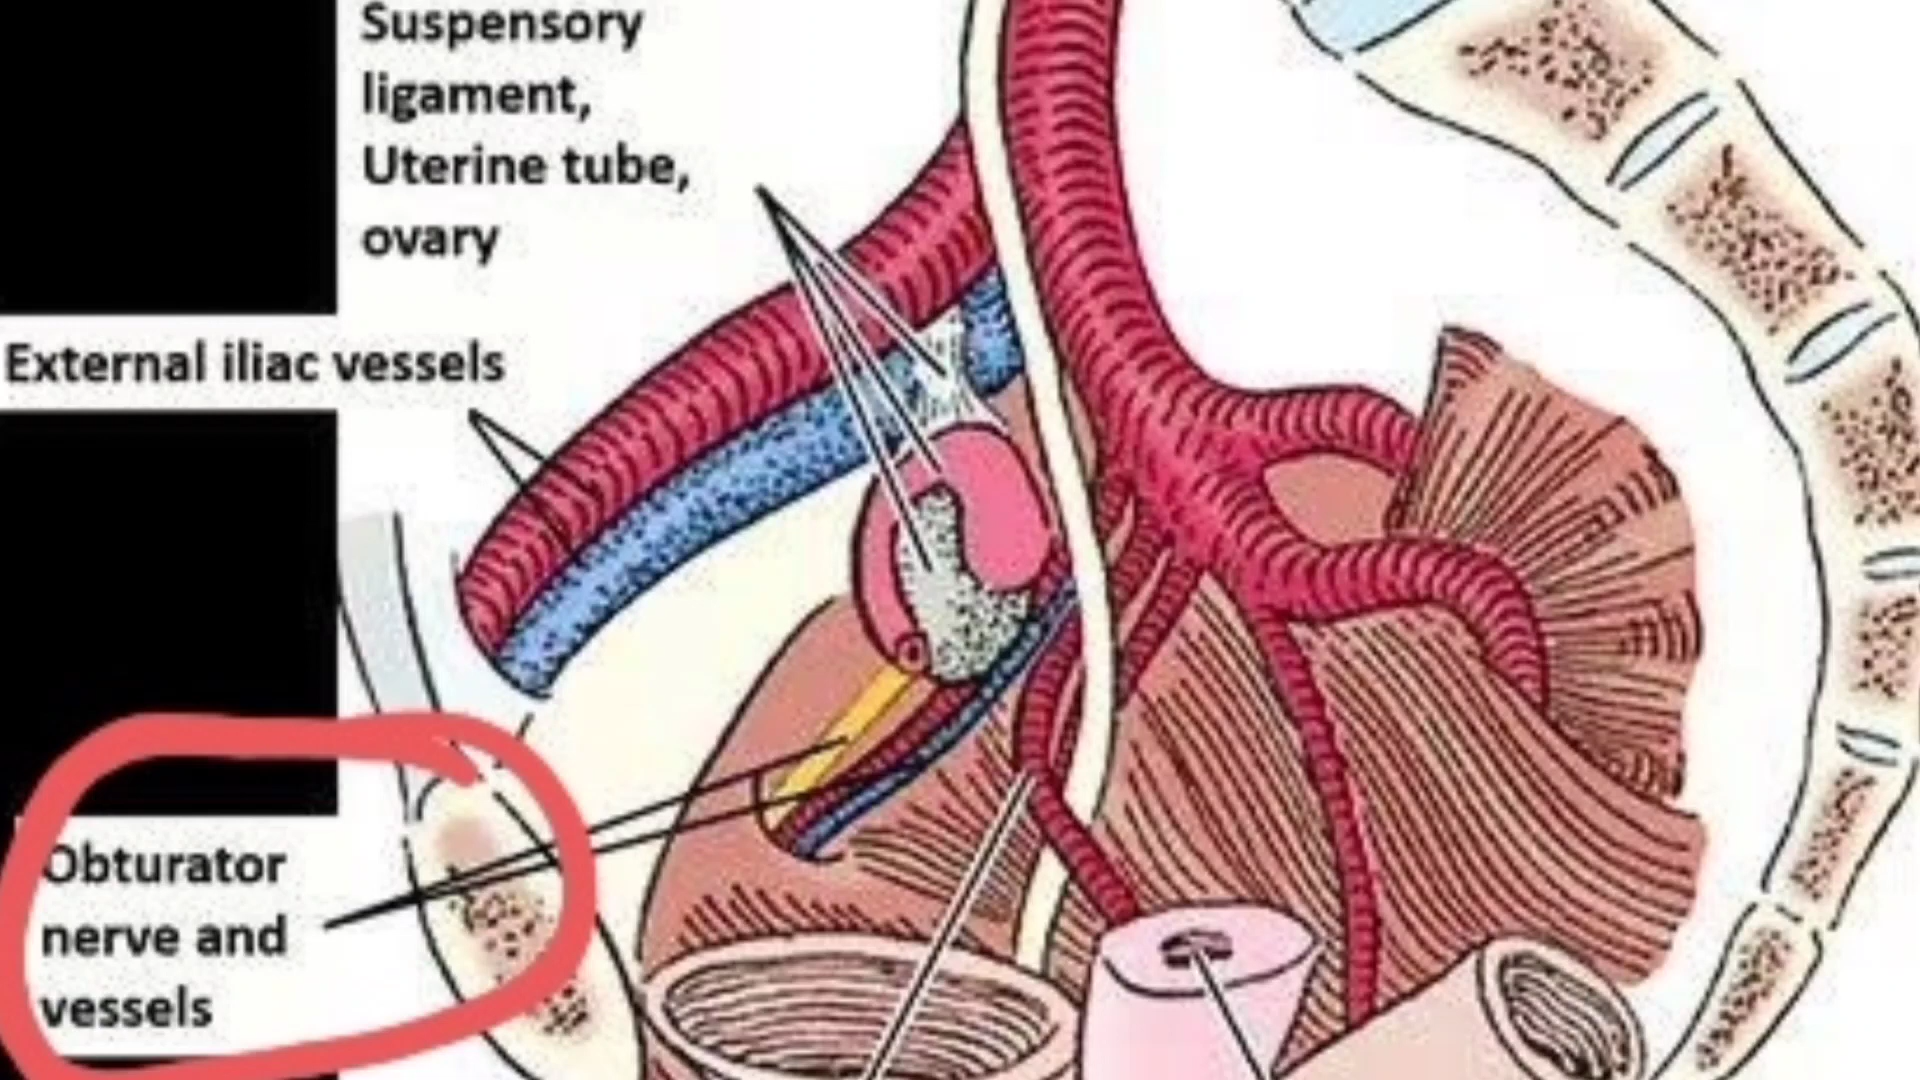 Suspensory
ligament,
Uterine tube,
ovary
External iliac vessels
Obturator
nerve and
vessels